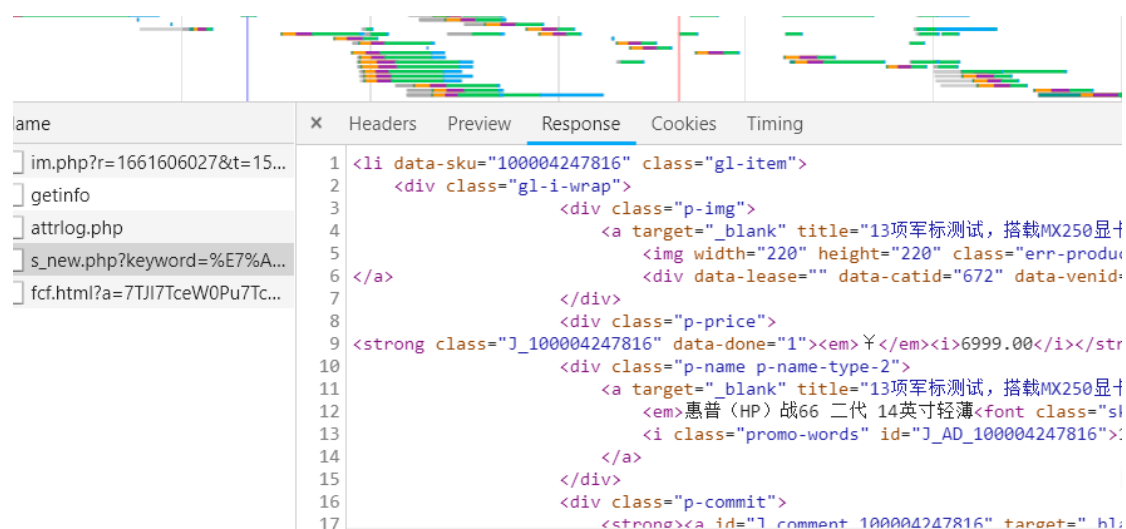 ame
× Headers Preview Response Cookies Timing
im.php?r=1661606027&t=15...
getinfo
attrlog.php
s_new.php?keyword=%E7%A...
fcf.html?a=7TJI7TceW0Pu7Tc...
1 <li data-sku="100004247816" class="gl-item">
2 <div class="gl-i-wrap">
3 <div class="p-img">
4 <a target="_blank" title="13项军标测试，搭载MX250显卡
5 <img width="220" height="220" class="err-produc
6 </a> <div data-lease="" data-catid="672" data-venid=
7 </div>
8 <div class="p-price">
9 <strong class="J_100004247816" data-done="1"><em>￥</em><i>6999.00</i></str
10 <div class="p-name p-name-type-2">
11 <a target="_blank" title="13项军标测试，搭载MX250显卡
12 <em>惠普（HP）战66 二代 14英寸轻薄<font class="sk
13 <i class="promo-words" id="J_AD_100004247816">1
14 </a>
15 </div>
16 <div class="p-commit">
17 <strong><a id="J_comment_100004247816" target="_bla